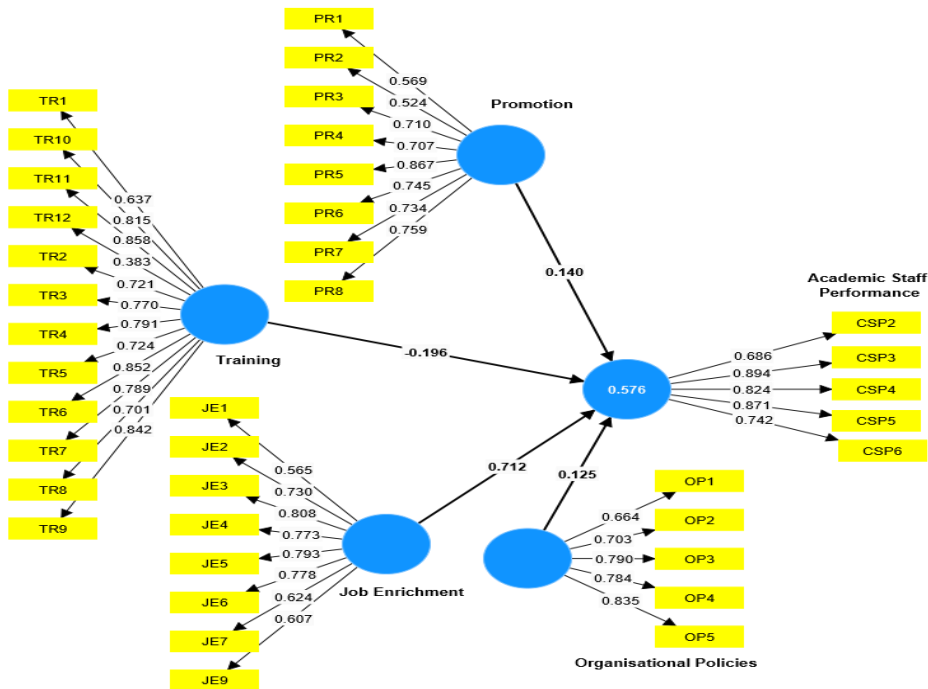 PR1
PR2
PR3
PR4
PR5
PR6
PR7
PR8
0.569
0.524
0.710
0.707
0.867
0.745
0.734
0.759
Promotion
TR1
TR10
TR11
TR12
TR2
TR3
TR4
TR5
TR6
TR7
TR8
TR9
0.637
0.815
0.858
0.383
0.721
0.770
0.791
0.724
0.852
0.789
0.701
0.842
Training
0.140
-0.196
0.712
0.125
0.576
Academic Staff
Performance
CSP2
CSP3
CSP4
CSP5
CSP6
0.686
0.894
0.824
0.871
0.742
JE1
JE2
JE3
JE4
JE5
JE6
JE7
JE9
0.565
0.730
0.808
0.773
0.793
0.778
0.624
0.607
Job Enrichment
OP1
OP2
OP3
OP4
OP5
0.664
0.703
0.790
0.784
0.835
Organisational Policies